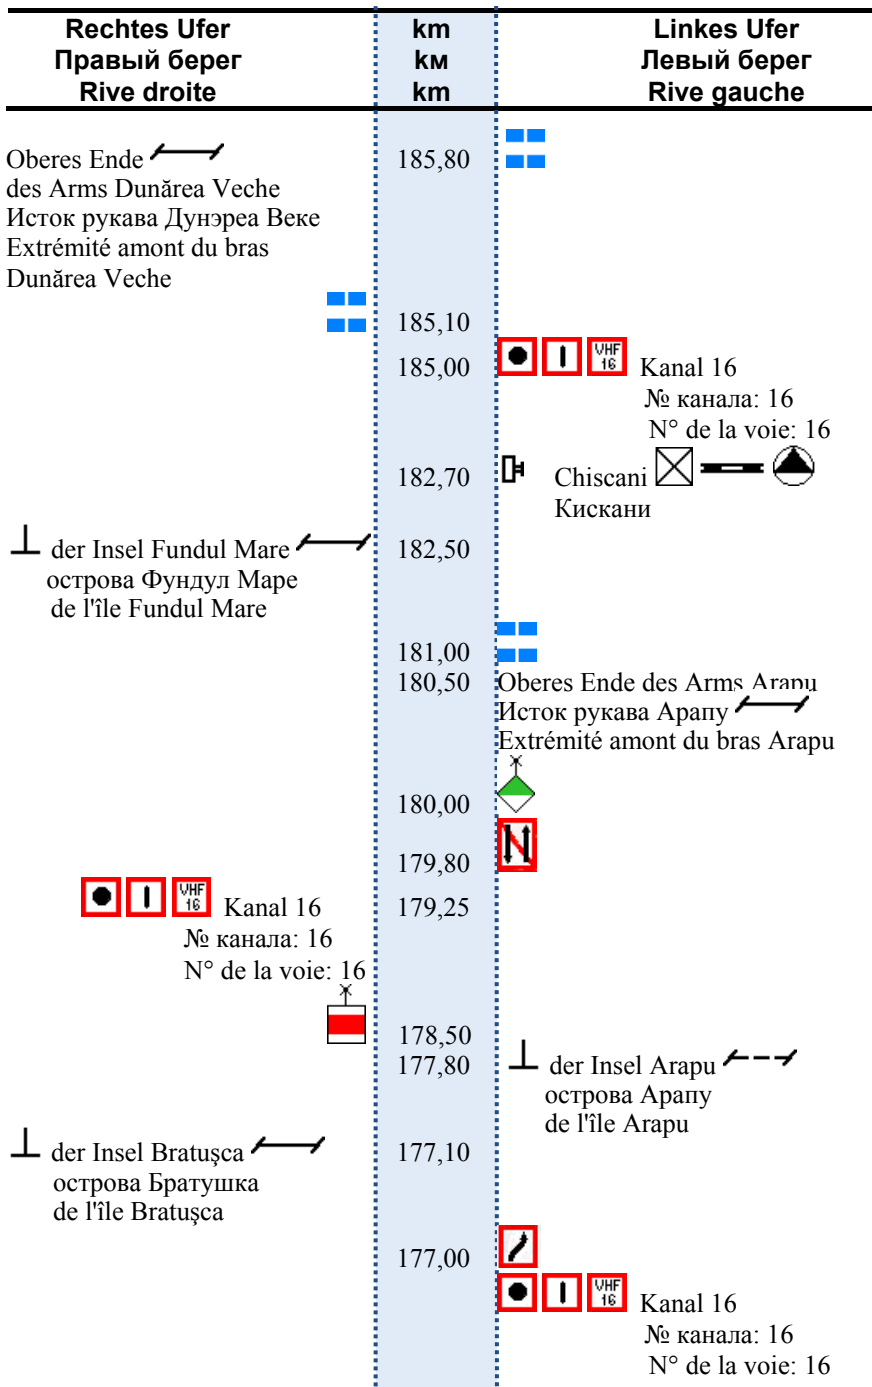 Rechtes Ufer km Linkes Ufer
Правый берег км Левый берег
Rive droite km Rive gauche
Oberes Ende 185,80
des Arms Dunărea Veche
Исток рукава Дунэреа Веке
Extrémité amont du bras
Dunărea Veche
185,10
185,00 VHF 16 Kanal 16
№ канала: 16
N° de la voie: 16
182,70 Chiscani
Кискани
der Insel Fundul Mare 182,50
острова Фундул Маре
de l'île Fundul Mare
181,00
180,50 Oberes Ende des Arms Arapu
Исток рукава Арапу
Extrémité amont du bras Arapu
180,00
179,80
VHF 16 Kanal 16 179,25
№ канала: 16
N° de la voie: 16
178,50
177,80 der Insel Arapu
острова Арапу
de l'île Arapu
der Insel Bratuşca 177,10
острова Братушка
de l'île Bratuşca
177,00
VHF 16 Kanal 16
№ канала: 16
N° de la voie: 16